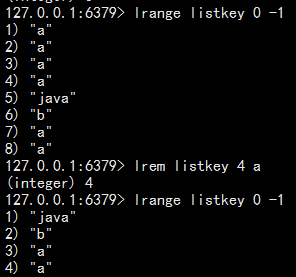 127.0.0.1:6379> lrange listkey 0 -1
1) "a"
2) "a"
3) "a"
4) "a"
5) "java"
6) "b"
7) "a"
8) "a"
127.0.0.1:6379> lrem listkey 4 a
(integer) 4
127.0.0.1:6379> lrange listkey 0 -1
1) "java"
2) "b"
3) "a"
4) "a"